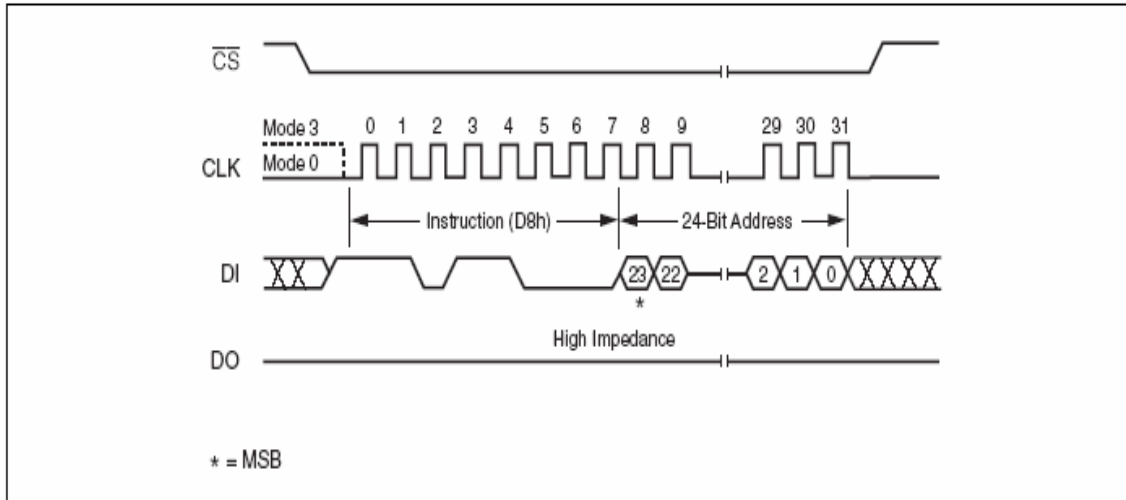 CS
Mode 3 0 1 2 3 4 5 6 7 8 9 29 30 31
CLK Mode 0
Instruction (D8h) 24-Bit Address
DI 23 22 2 1 0
*
High Impedance
DO
* = MSB